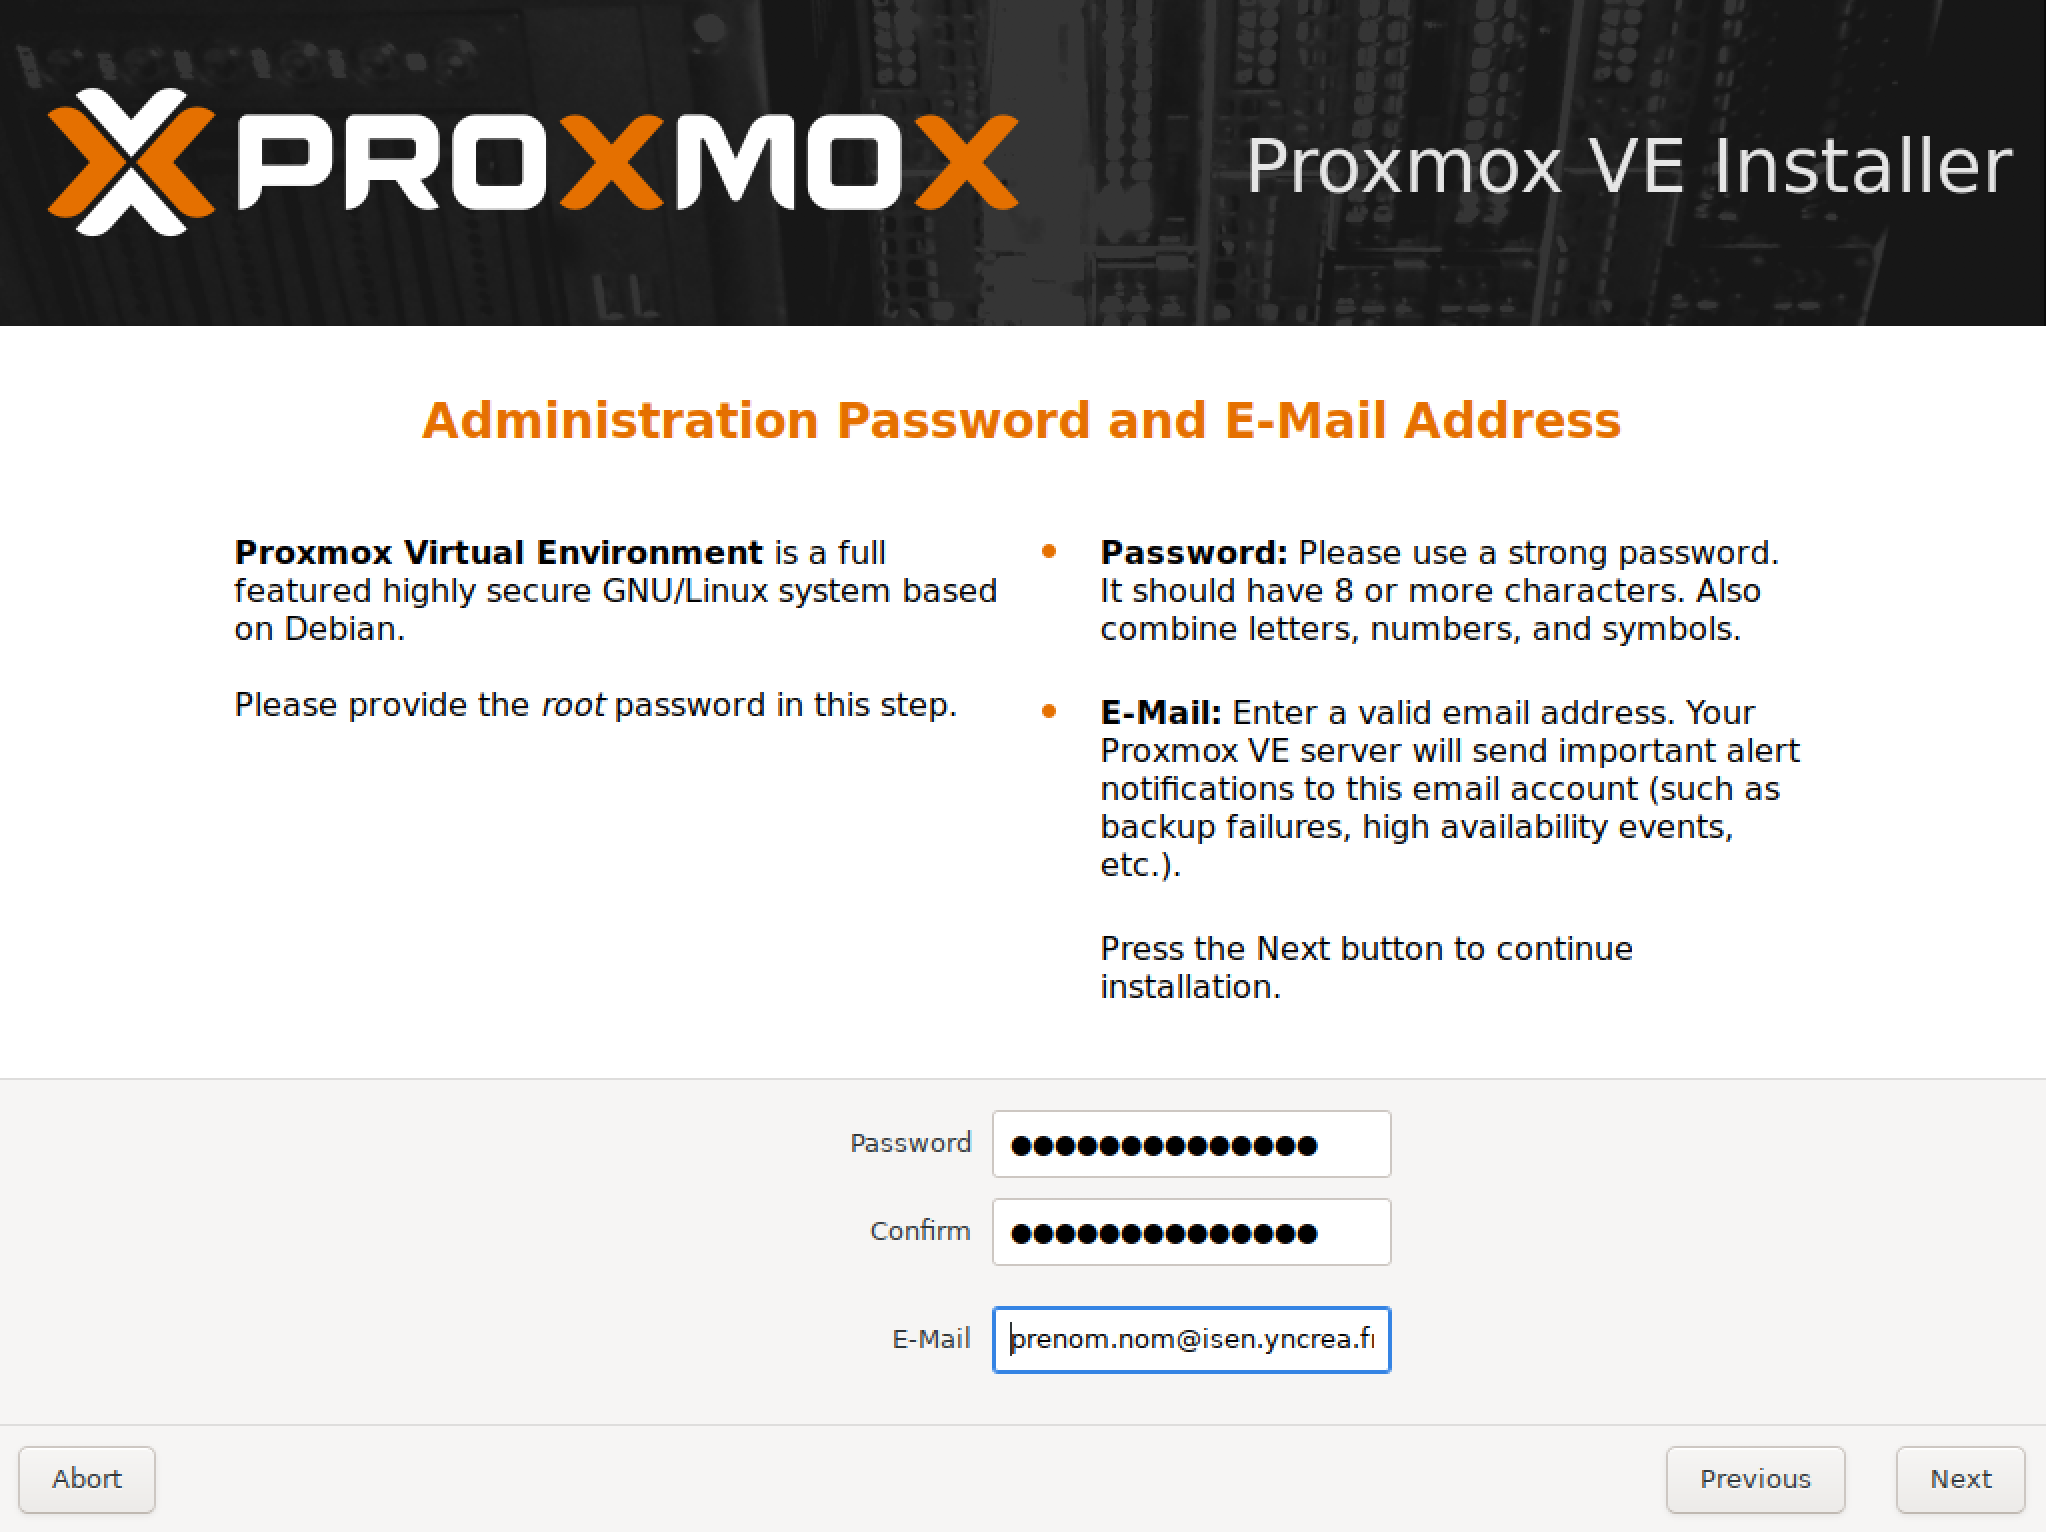 PROXMOX
Proxmox VE Installer
Administration Password and E-Mail Address
Proxmox Virtual Environment is a full
featured highly secure GNU/Linux system based
on Debian.
Please provide the root password in this step.
Password: Please use a strong password.
It should have 8 or more characters. Also
combine letters, numbers, and symbols.
E-Mail: Enter a valid email address. Your
Proxmox VE server will send important alert
notifications to this email account (such as
backup failures, high availability events,
etc.).
Press the Next button to continue
installation.
Password ●●●●●●●●●●●●●●
Confirm ●●●●●●●●●●●●●●
E-Mail prenom.nom@isen.yncrea.fr
Abort Previous Next